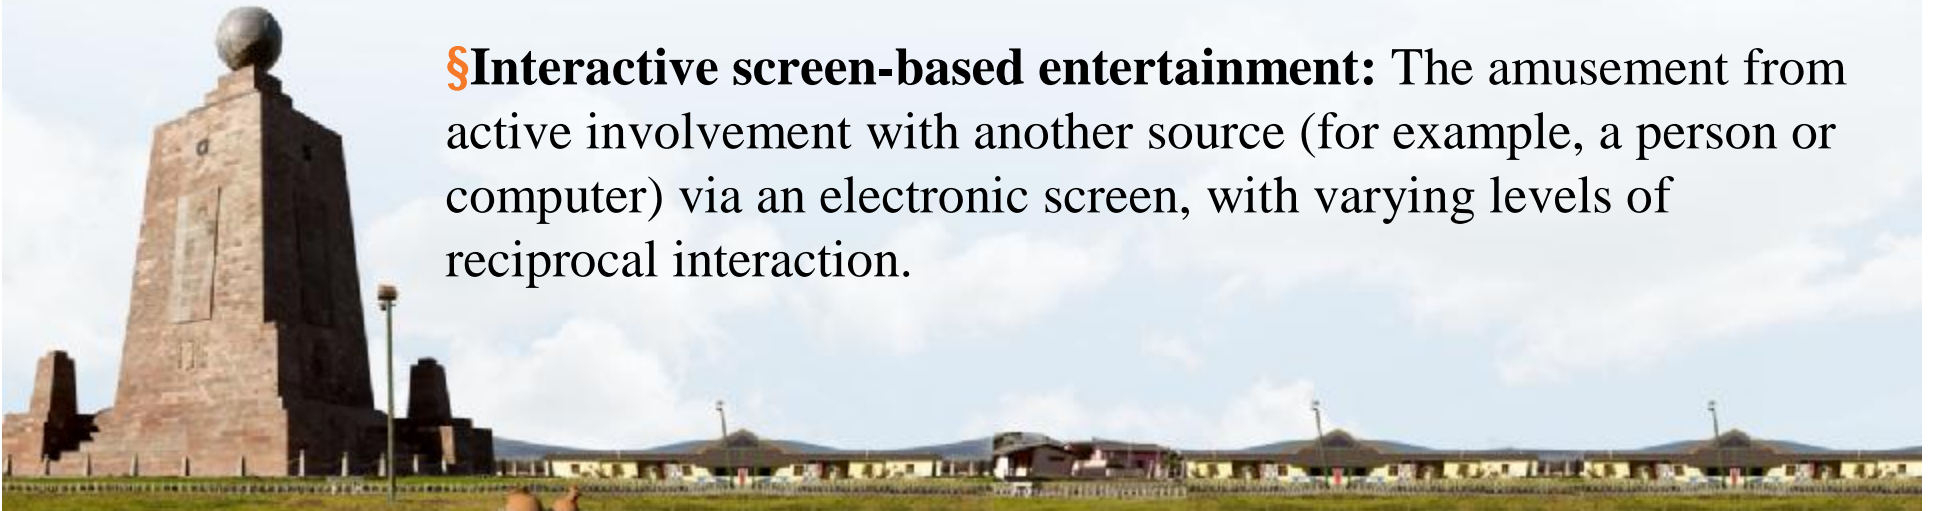 §Interactive screen-based entertainment: The amusement from
active involvement with another source (for example, a person or
computer) via an electronic screen, with varying levels of
reciprocal interaction.